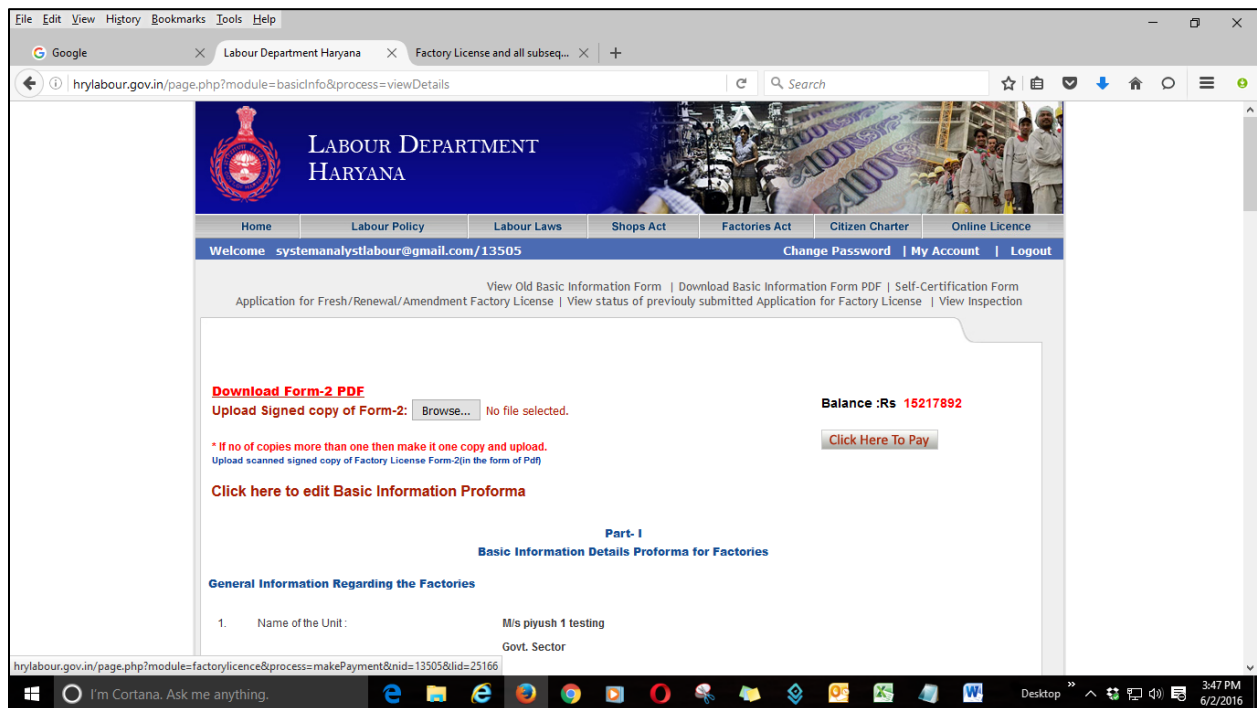 File Edit View History Bookmarks Tools Help
Google
Labour Department Haryana
Factory License and all subseq...
hrylabour.gov.in/page.php?module=basicInfo&process=viewDetails
Search
LABOUR DEPARTMENT
HARYANA
Home Labour Policy Labour Laws Shops Act Factories Act Citizen Charter Online Licence
Welcome systemanalystlabour@gmail.com/13505 Change Password | My Account | Logout
View Old Basic Information Form | Download Basic Information Form PDF | Self-Certification Form
Application for Fresh/Renewal/Amendment Factory License | View status of previouly submitted Application for Factory License | View Inspection
Download Form-2 PDF
Upload Signed copy of Form-2: Browse... No file selected.
Balance :Rs 15217892
Click Here To Pay
* If no of copies more than one then make it one copy and upload.
Upload scanned signed copy of Factory License Form-2(in the form of Pdf)
Click here to edit Basic Information Proforma
Part- I
Basic Information Details Proforma for Factories
General Information Regarding the Factories
1. Name of the Unit : M/s piyush 1 testing
Govt. Sector
hrylabour.gov.in/page.php?module=factorylicence&process=makePayment&nid=13505&lid=25166
I'm Cortana. Ask me anything.
Desktop
3:47 PM
6/2/2016